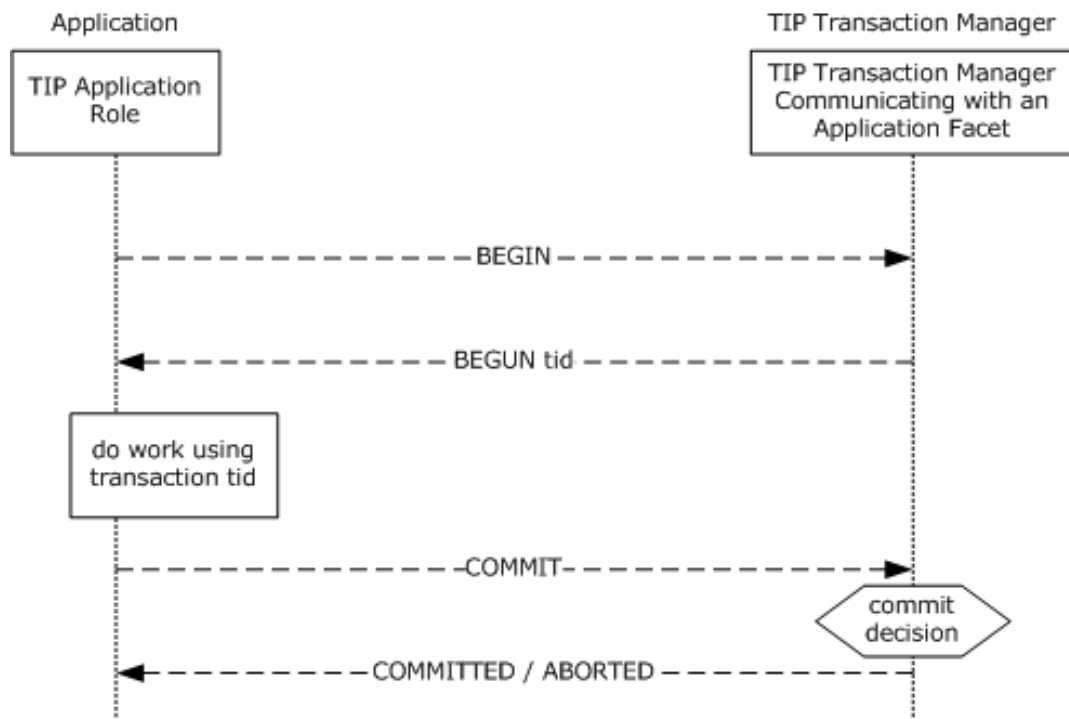 Application
TIP Transaction Manager
TIP Application
Role
TIP Transaction Manager
Communicating with an
Application Facet
BEGIN
BEGUN tid
do work using
transaction tid
COMMIT
commit
decision
COMMITTED / ABORTED